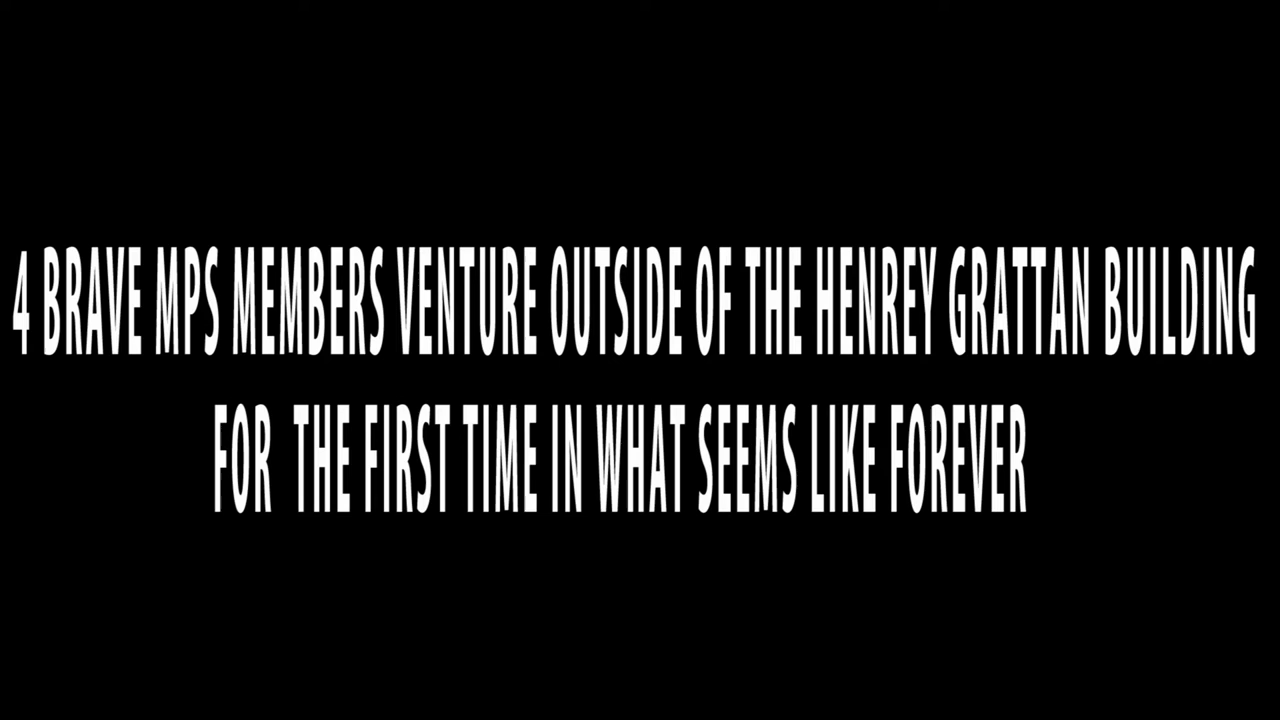 4 BRAVE MPS MEMBERS VENTURE OUTSIDE OF THE HENREY GRATTAN BUILDING
FOR THE FIRST TIME IN WHAT SEEMS LIKE FOREVER